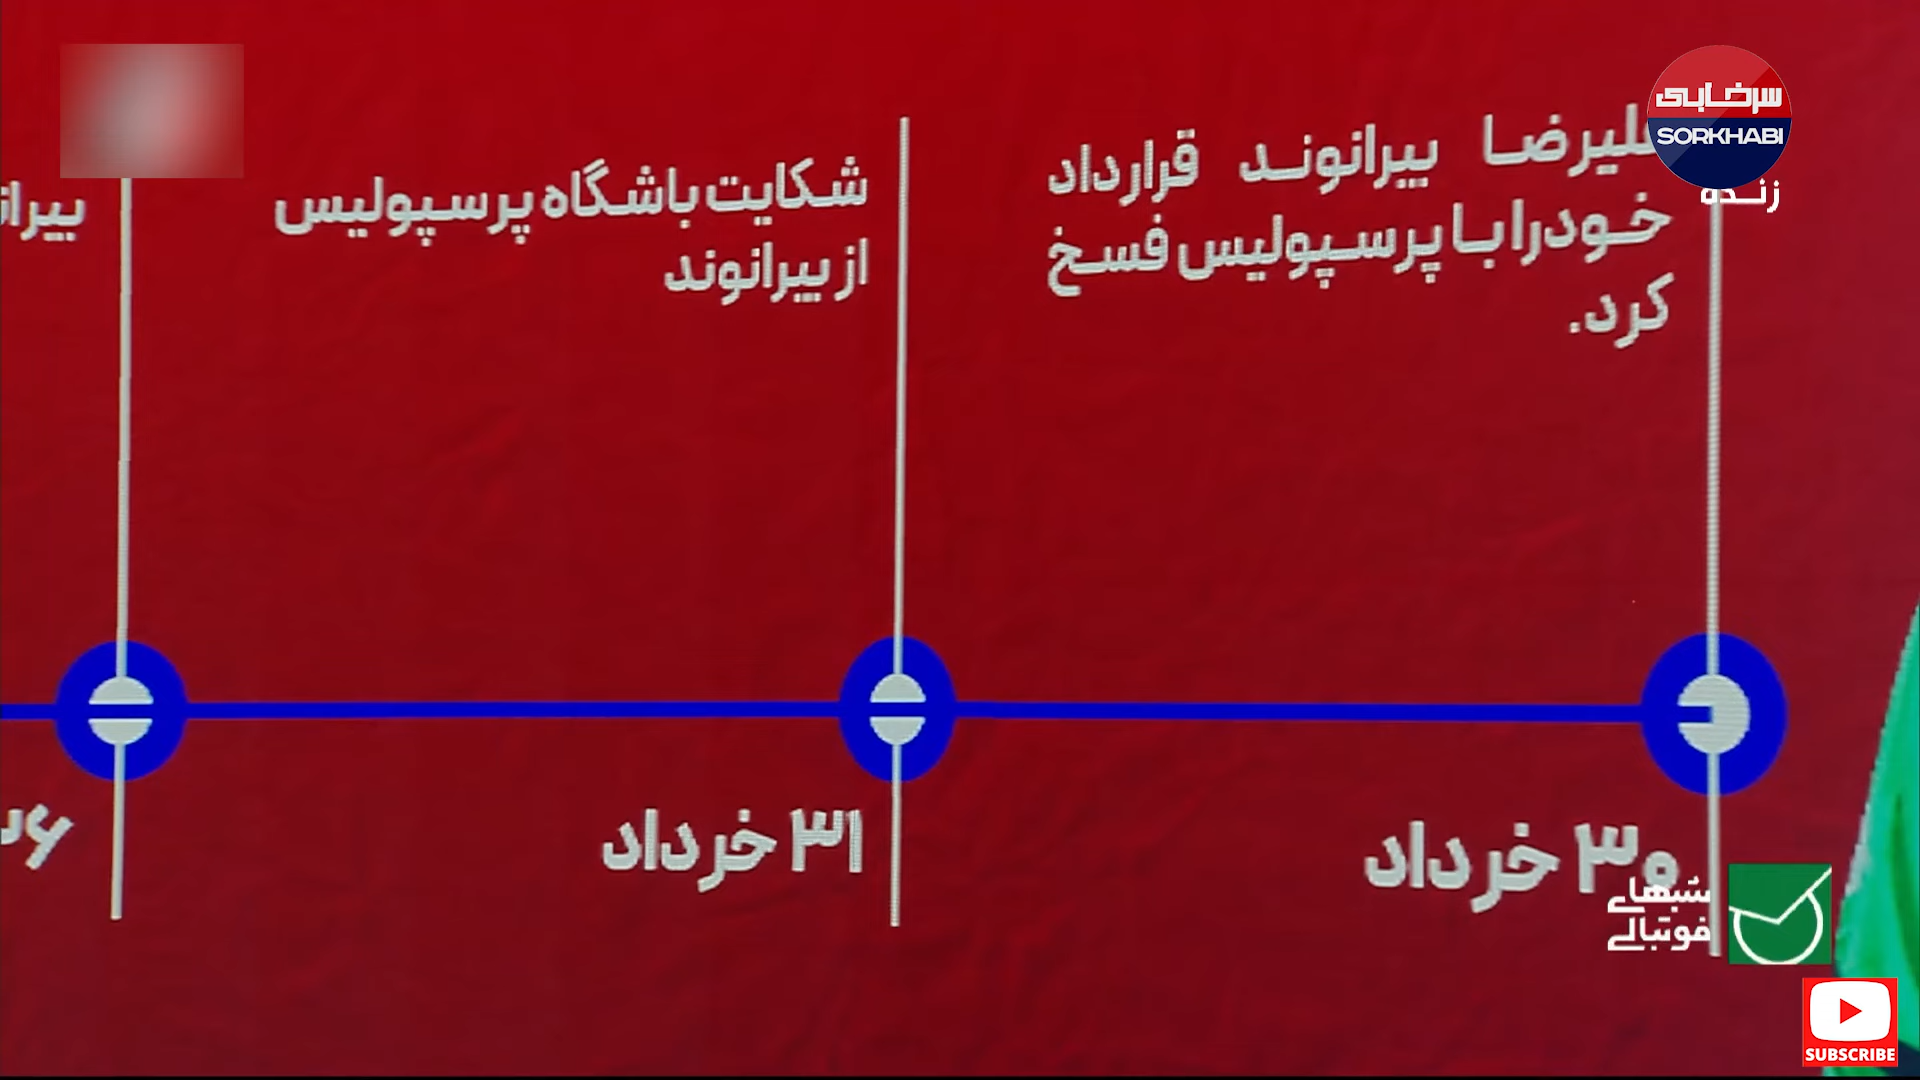 سرخابی
SORKHABI
زنده
علیرضا بیرانوند قرارداد
خود را با پرسپولیس فسخ
کرد.
شکایت باشگاه پرسپولیس
از بیرانوند
۳۰ خرداد
۳۱ خرداد
شبهای
فوتبالی
SUBSCRIBE